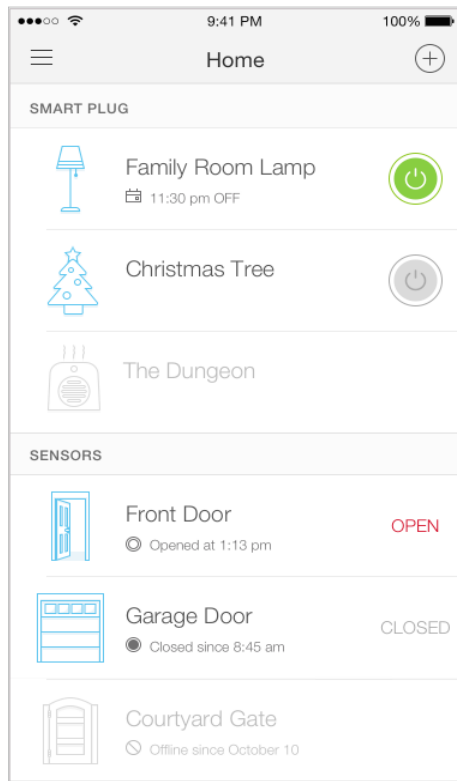 9:41 PM 100%
Home
SMART PLUG
Family Room Lamp
11:30 pm OFF
Christmas Tree
The Dungeon
SENSORS
Front Door
Opened at 1:13 pm
OPEN
Garage Door
Closed since 8:45 am
CLOSED
Courtyard Gate
Offline since October 10